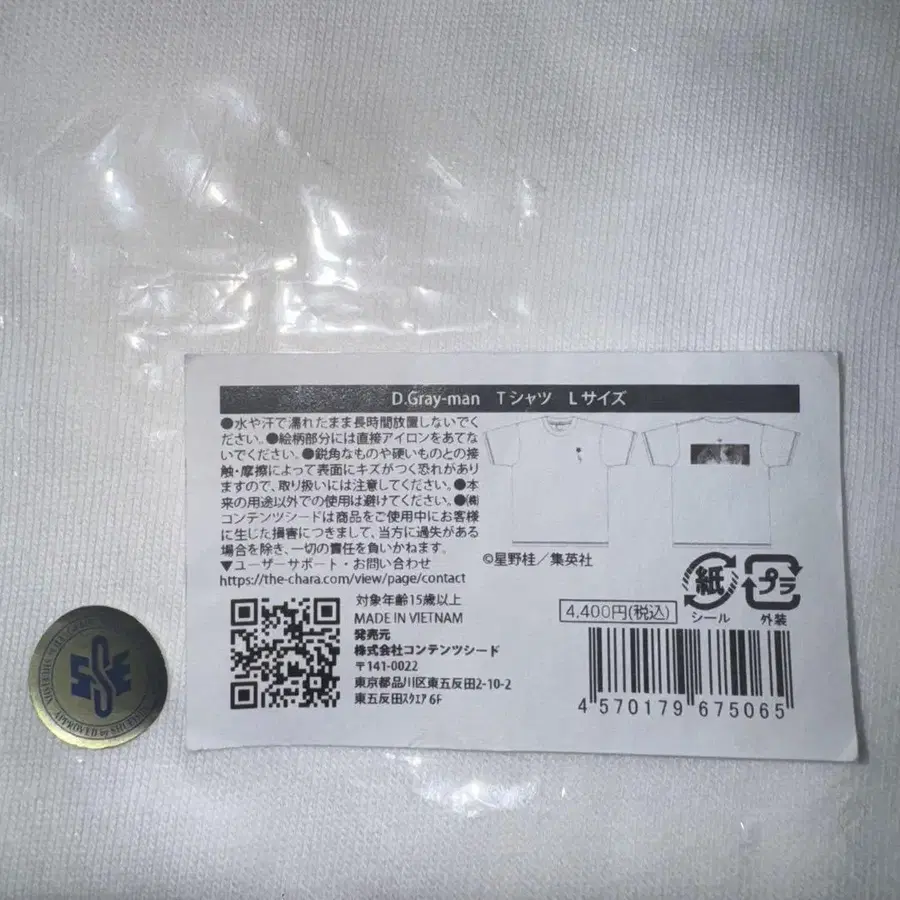 D.Gray-man Tシャツ Lサイズ
●水や汗で濡れたまま長時間放置しないでく
ださい。●絵柄部分には直接アイロンをあてな
いでください。●鋭角なものや硬いものとの接
触・摩擦によって表面にキズがつく恐れがあり
ますので、取り扱いには注意してください。●本
来の用途以外での使用は避けてください。●㈱
コンテンツシードは商品をご使用中にお客様
に生じた損害につきまして、当方に過失がある
場合を除き、一切の責任を負いかねます。
▼ユーザーサポート・お問い合わせ
https://the-chara.com/view/page/contact
©星野桂／集英社
対象年齢15歳以上
MADE IN VIETNAM
発売元
株式会社コンテンツシード
〒141-0022
東京都品川区東五反田2-10-2
東五反田ｽｸｴｱ 6F
4,400円(税込)
紙
シール
プラ
外装
4 570179 675065
APPROVED by SHUEISHA